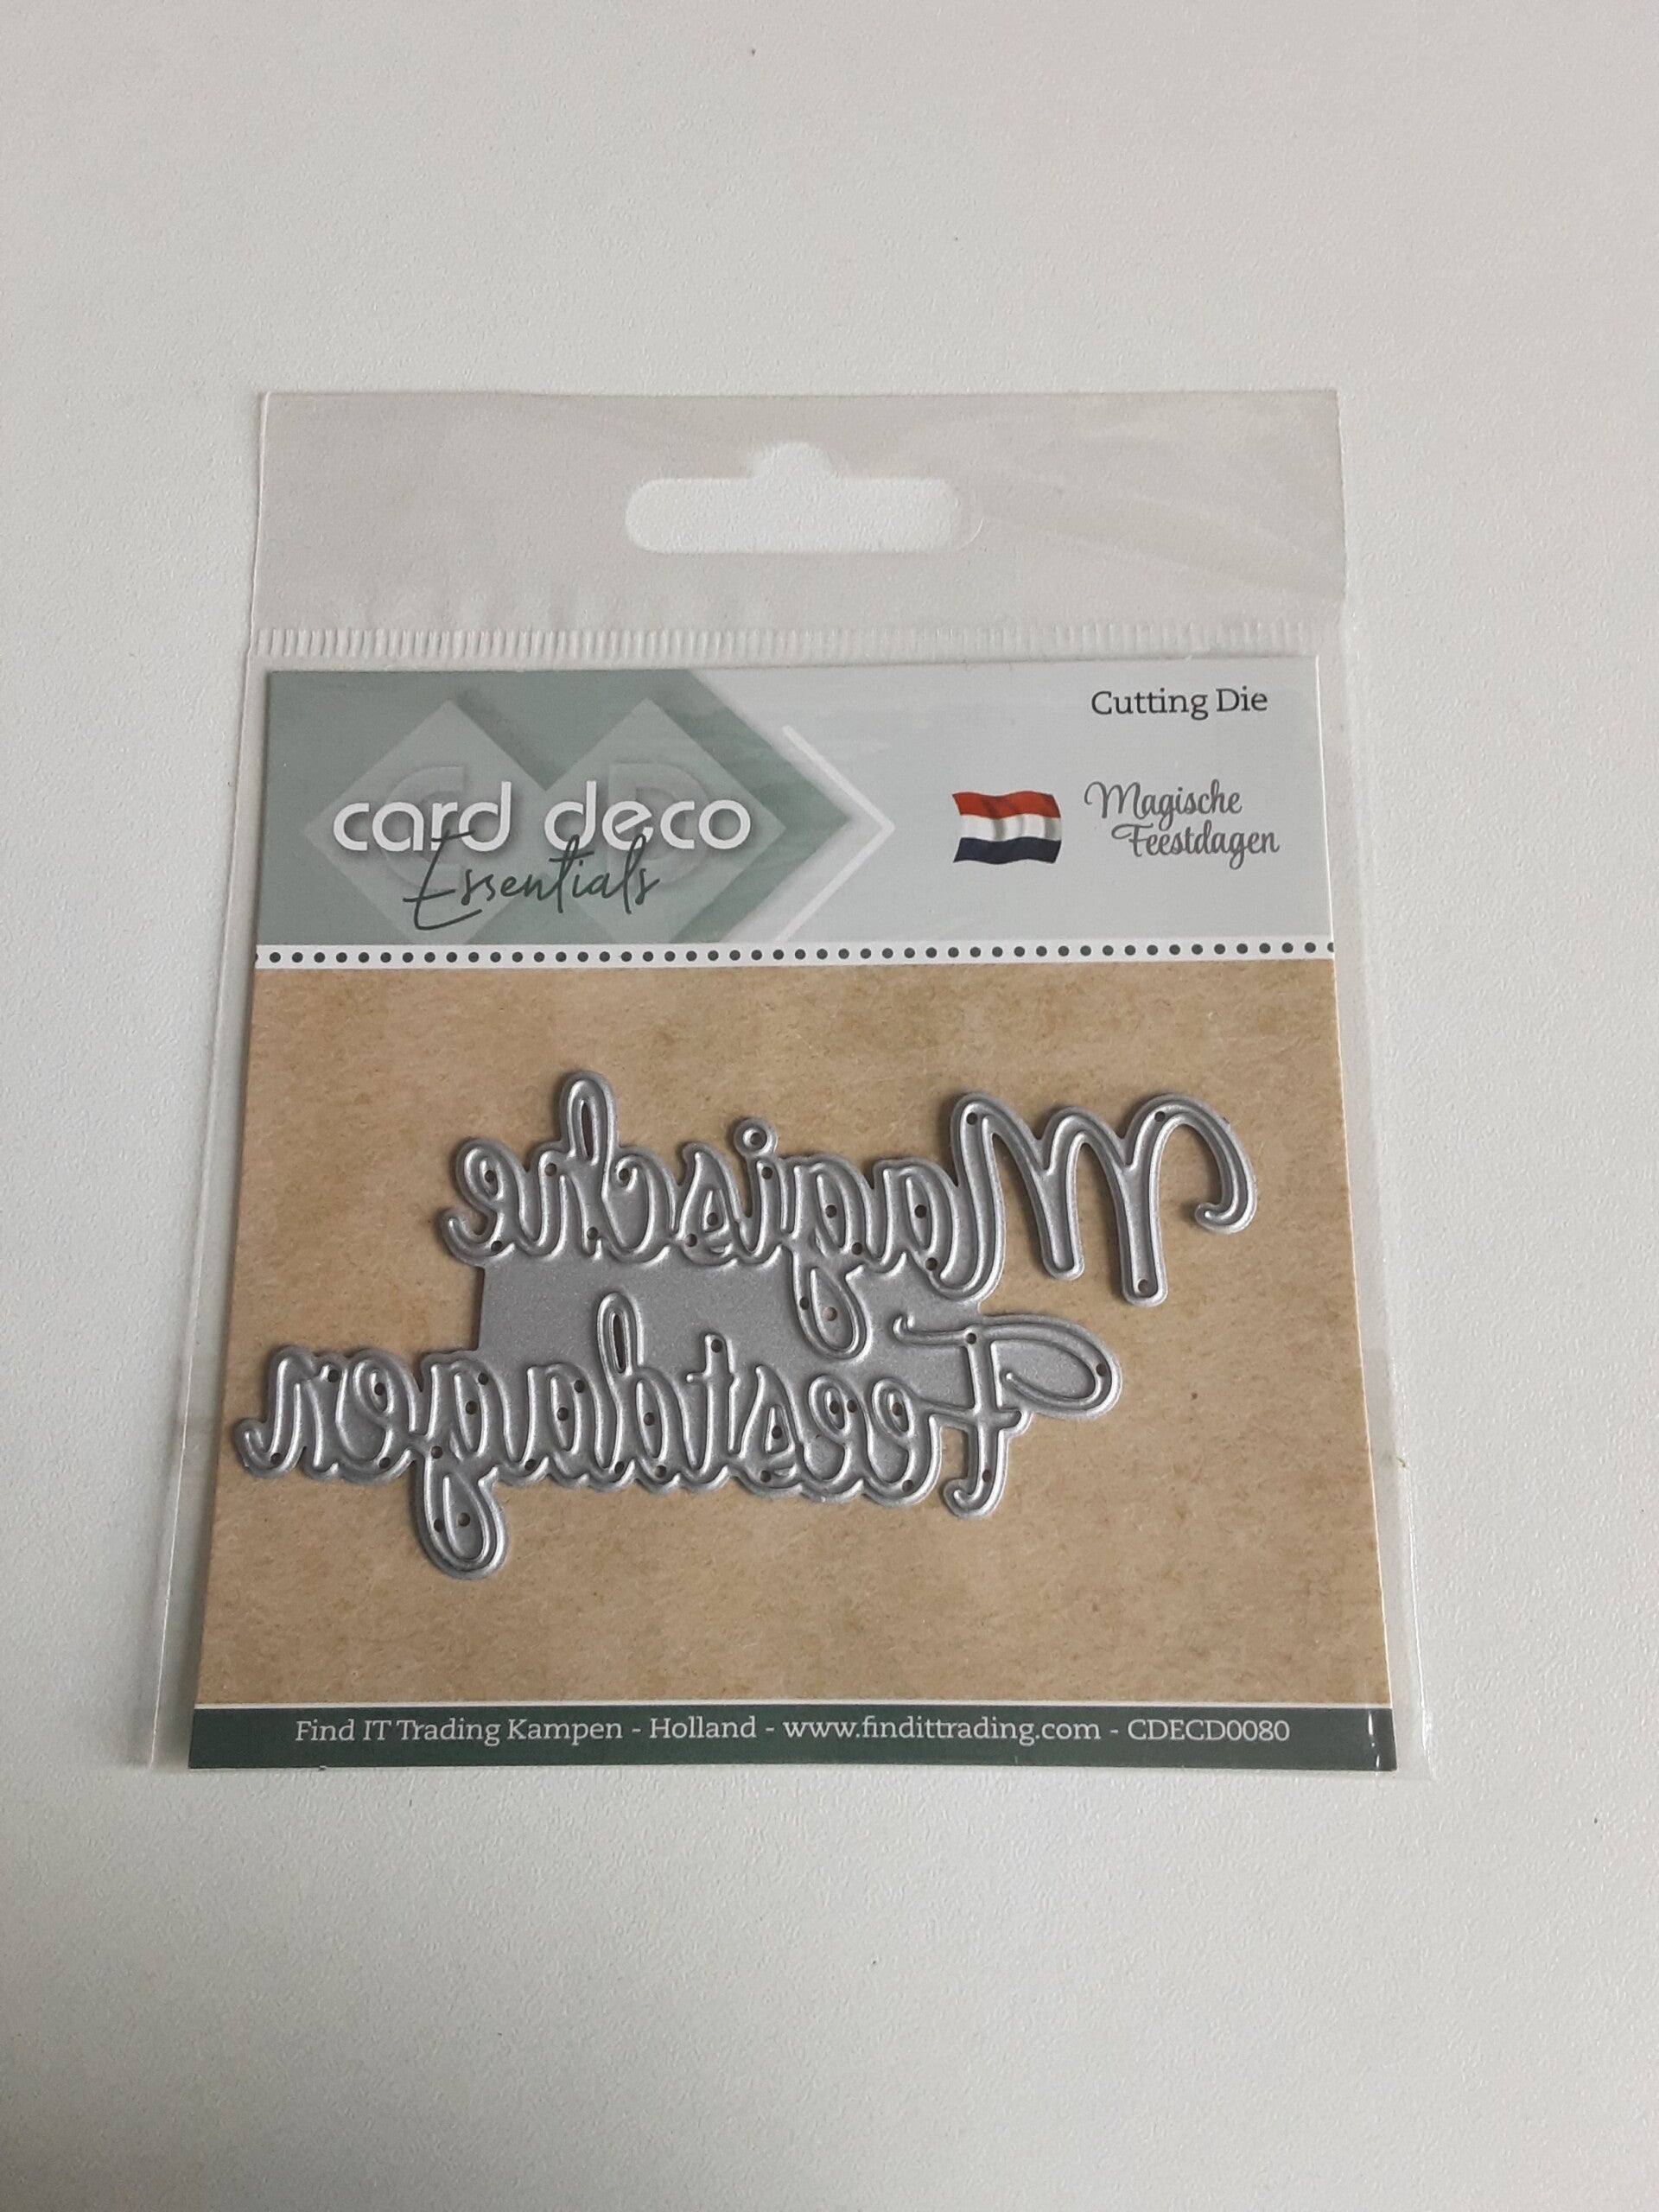 Cutting Die
card deco
Essentials
Magische
Feestdagen
Magische
Feestdagen
Find IT Trading Kampen - Holland - www.findittrading.com - CDECD0080